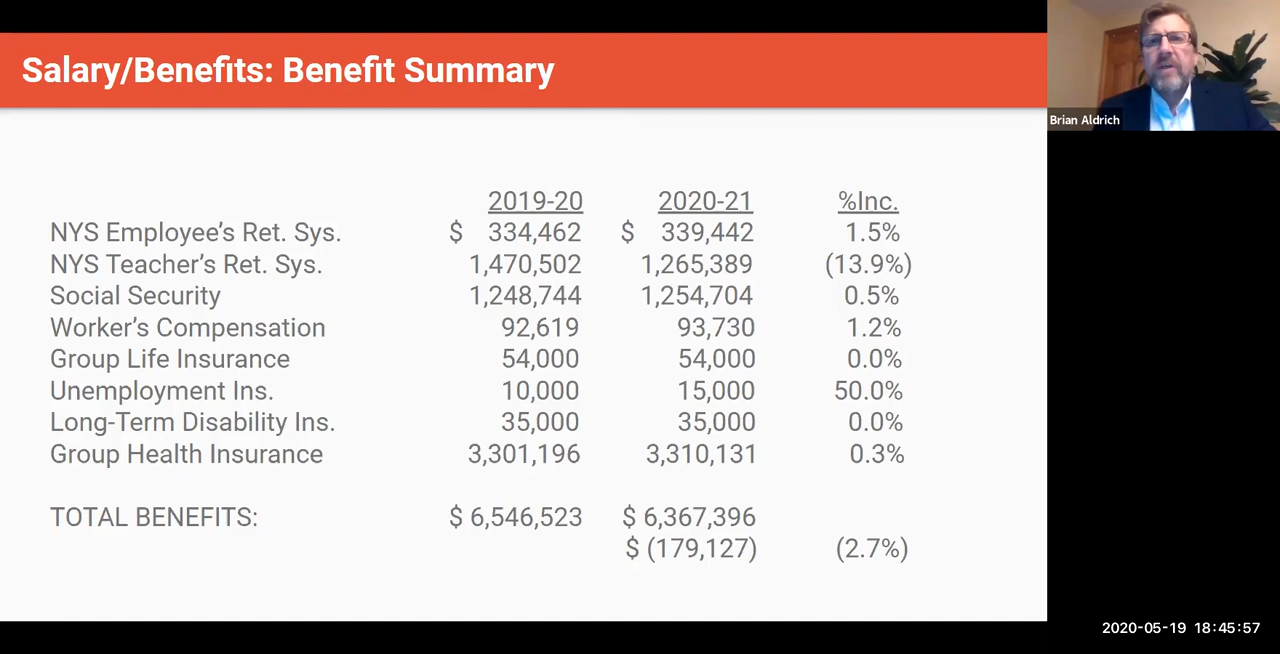 Salary/Benefits: Benefit Summary
Brian Aldrich
2019-20 2020-21 %Inc.
NYS Employee's Ret. Sys. $ 334,462 $ 339,442 1.5%
NYS Teacher's Ret. Sys. 1,470,502 1,265,389 (13.9%)
Social Security 1,248,744 1,254,704 0.5%
Worker's Compensation 92,619 93,730 1.2%
Group Life Insurance 54,000 54,000 0.0%
Unemployment Ins. 10,000 15,000 50.0%
Long-Term Disability Ins. 35,000 35,000 0.0%
Group Health Insurance 3,301,196 3,310,131 0.3%
TOTAL BENEFITS: $ 6,546,523 $ 6,367,396
$ (179,127) (2.7%)
2020-05-19 18:45:57